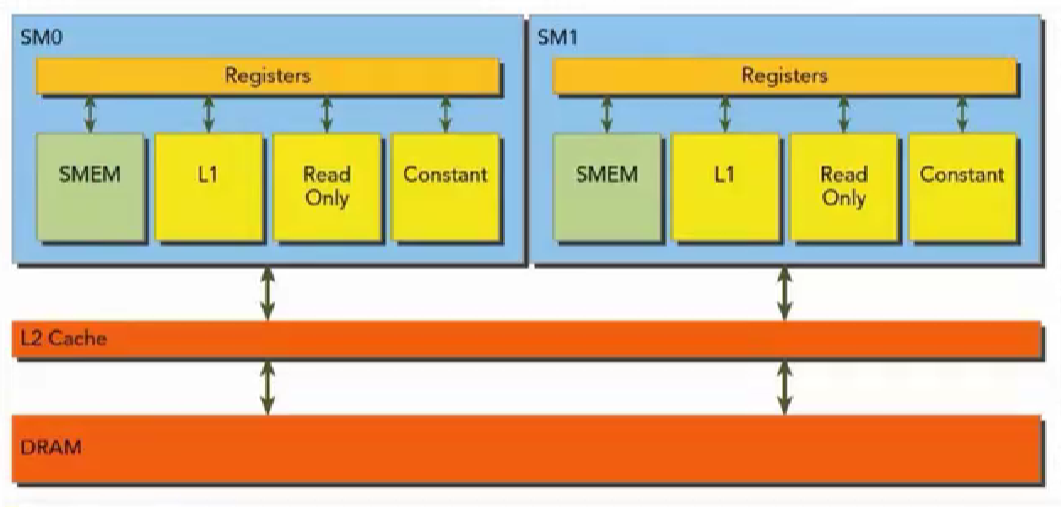 SM0
Registers
SMEM
L1
Read
Only
Constant
SM1
Registers
SMEM
L1
Read
Only
Constant
L2 Cache
DRAM